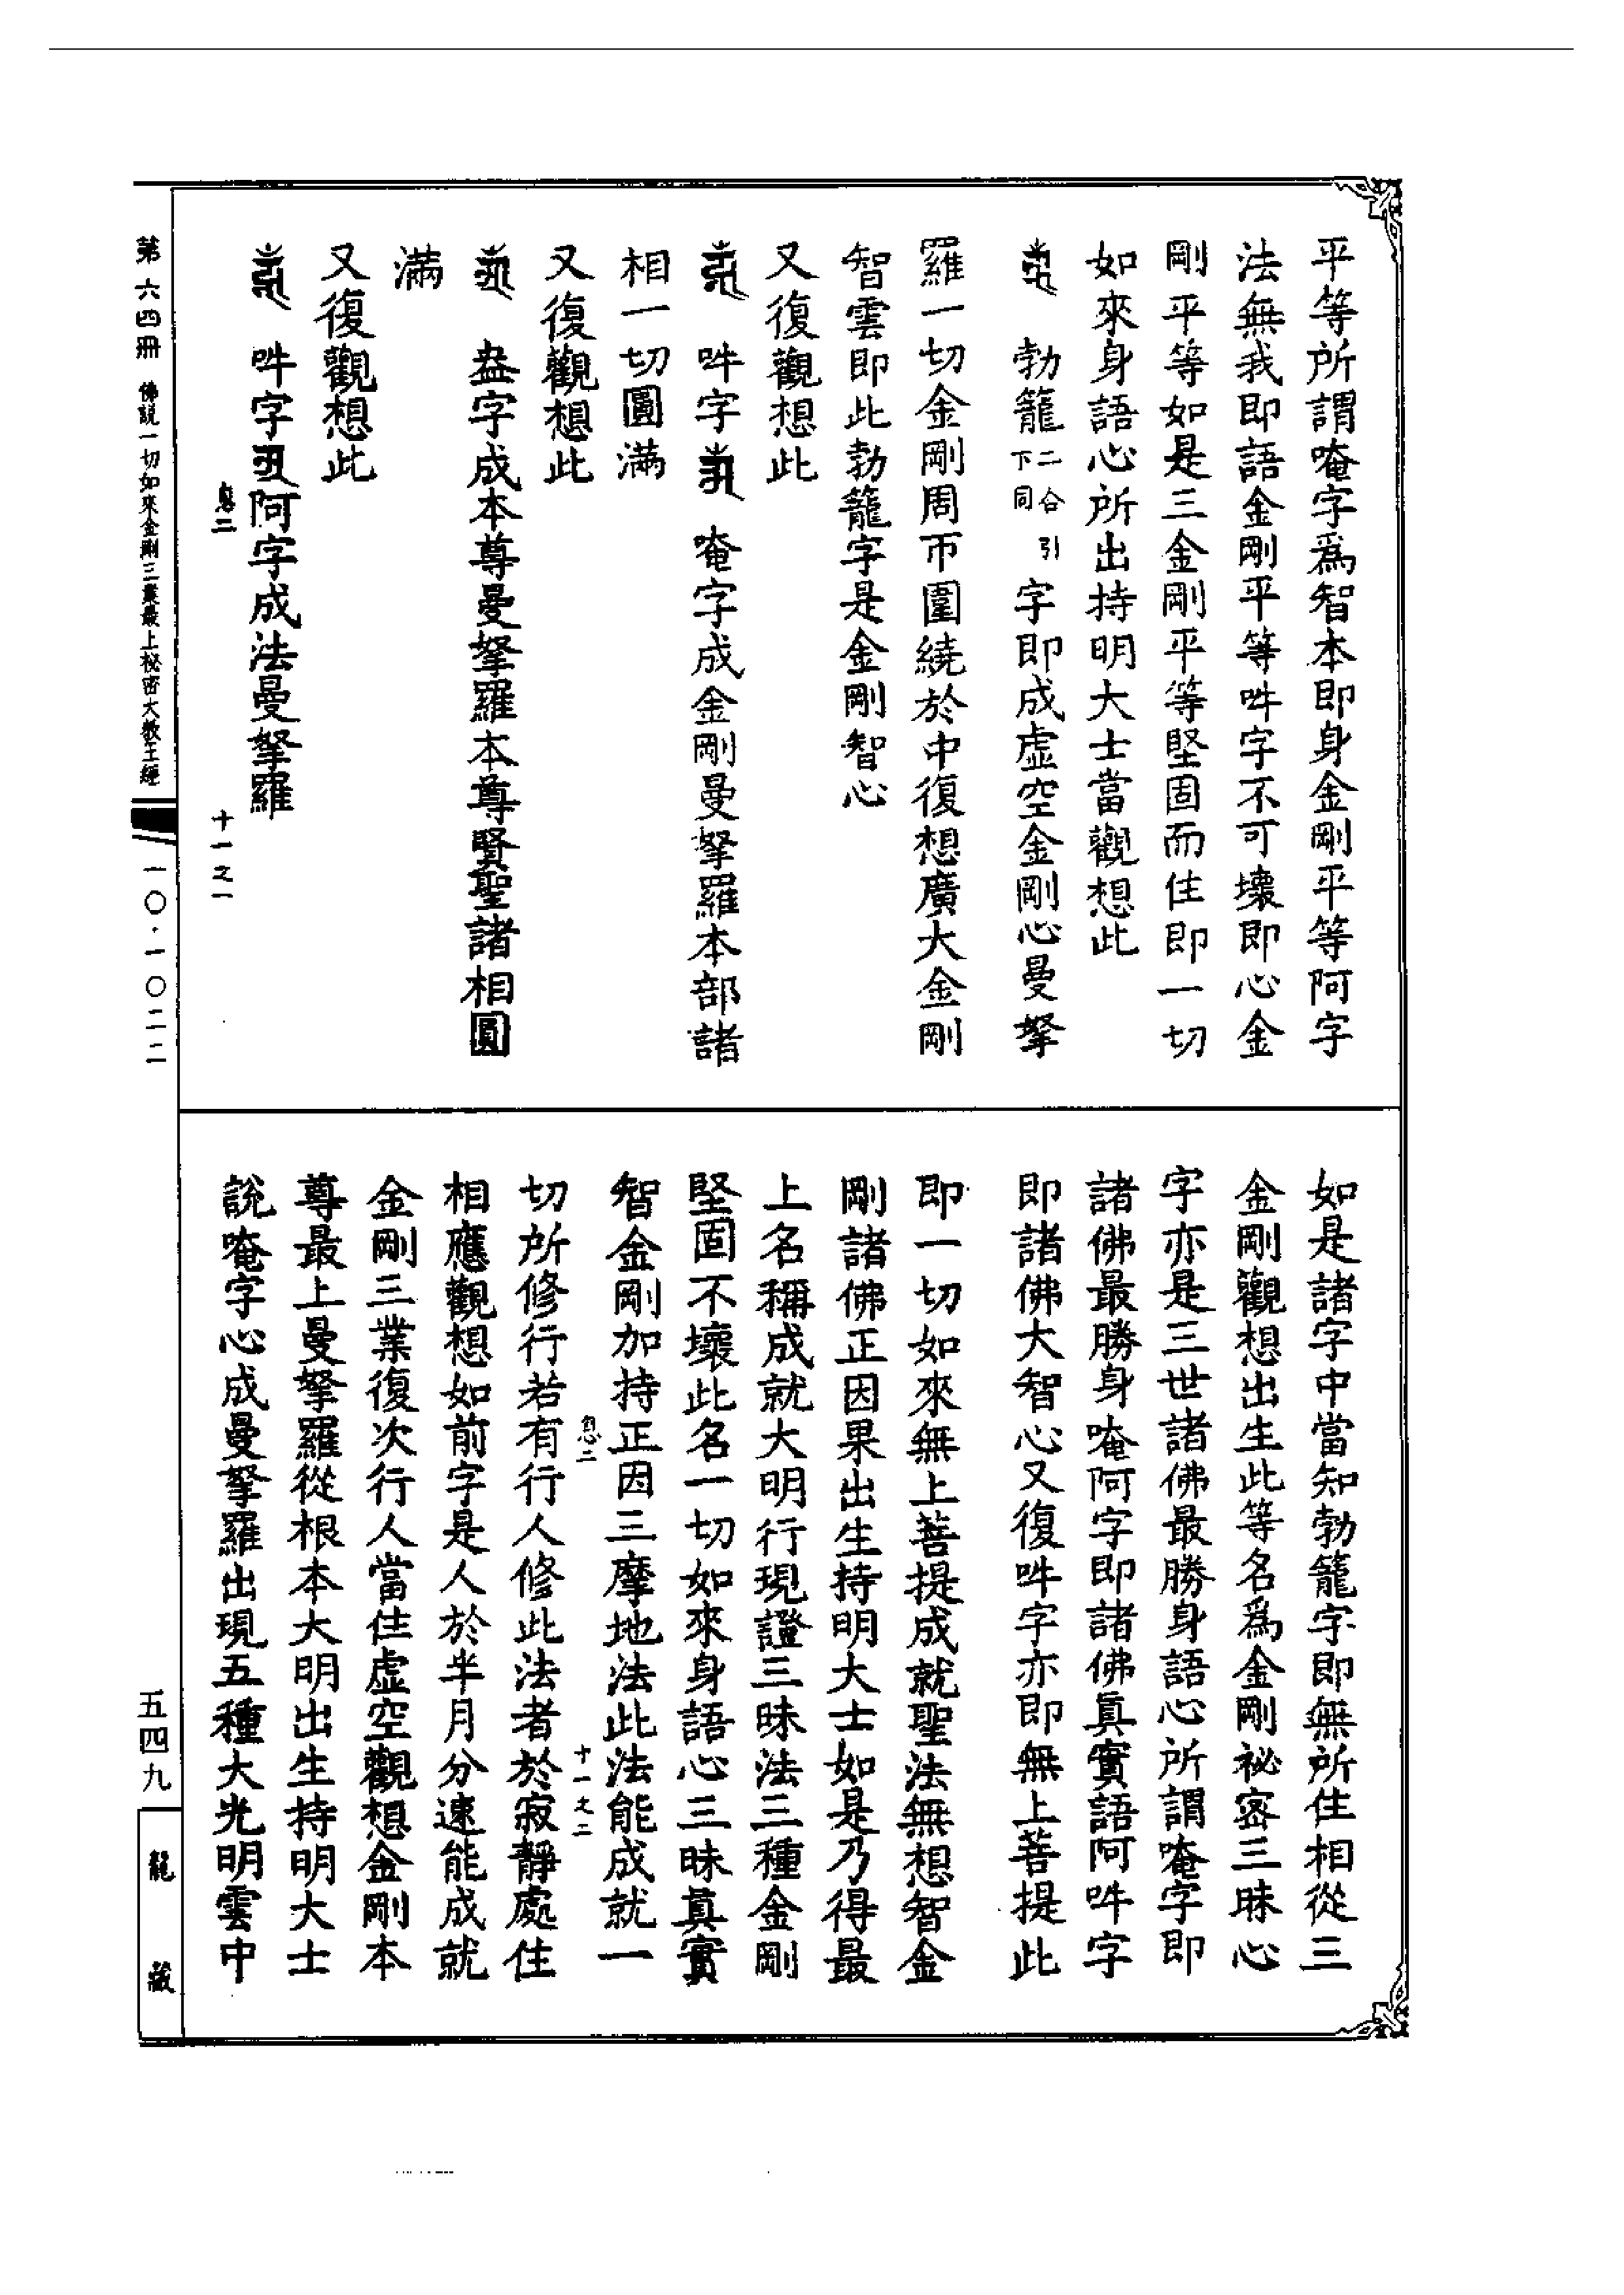 平等所謂唵字爲智本即身金剛平等阿字
法無我即語金剛平等吽字不可壞即心金
剛平等如是三金剛平等堅固而住即一切
如來身語心所出持明大士當觀想此
勃籠二合引下同字即成虛空金剛心曼拏
羅一切金剛周帀圍繞於中復想廣大金剛
智雲即此勃籠字是金剛智心
又復觀想此
吽字唵字成金剛曼拏羅本部諸
相一切圓滿
又復觀想此
盎字成本尊曼拏羅本尊賢聖諸相圓
滿
又復觀想此
吽字阿字成法曼拏羅
息二 十一之一
如是諸字中當知勃籠字即無所住相從三
金剛觀想出生此等名爲金剛祕密三昧心
字亦是三世諸佛最勝身語心所謂唵字即
諸佛最勝身唵阿字即諸佛眞實語阿吽字
即諸佛大智心又復吽字亦即無上菩提此
即一切如來無上菩提成就聖法無想智金
剛諸佛正因果出生持明大士如是乃得最
上名稱成就大明行現證三昧法三種金剛
堅固不壞此名一切如來身語心三昧眞實
智金剛加持正因三摩地法此法能成就一
息二 十一之二
切所修行若有行人修此法者於寂靜處住
相應觀想如前字是人於半月分速能成就
金剛三業復次行人當住虛空觀想金剛本
尊最上曼拏羅從根本大明出生持明大士
說唵字心成曼拏羅出現五種大光明雲中
第六四冊 佛説一切如來金剛三業最上祕密大教王經 一〇·一〇二二
五四九
龍藏